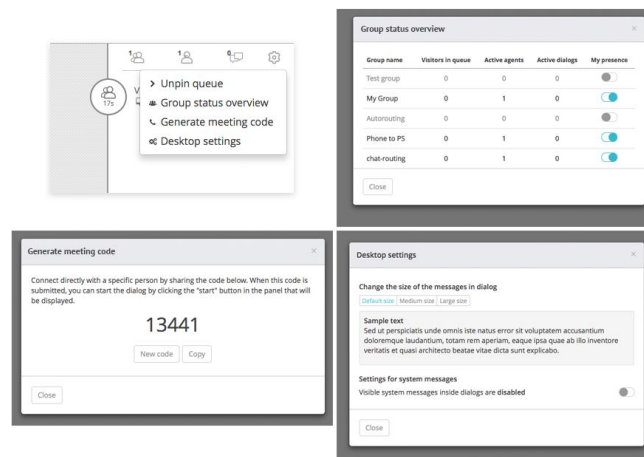 1
1
0
17s
V
Unpin queue
Group status overview
Generate meeting code
Desktop settings
Group status overview
Group name Visitors in queue Active agents Active dialogs My presence
Test group 0 0 0
My Group 0 1 0
Autorouting 0 0 0
Phone to PS 0 1 0
chat-routing 0 1 0
Close
Generate meeting code
Connect directly with a specific person by sharing the code below. When this code is
submitted, you can start the dialog by clicking the "start" button in the panel that will
be displayed.
13441
New code Copy
Close
Desktop settings
Change the size of the messages in dialog
Default size Medium size Large size
Sample text
Sed ut perspiciatis unde omnis iste natus error sit voluptatem accusantium
doloremque laudantium, totam rem aperiam, eaque ipsa quae ab illo inventore
veritatis et quasi architecto beatae vitae dicta sunt explicabo.
Settings for system messages
Visible system messages inside dialogs are disabled
Close